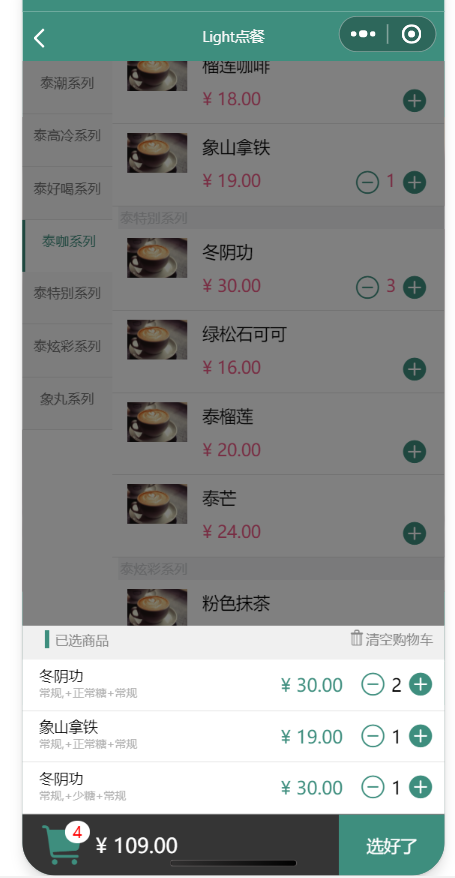 Light点餐
泰潮系列
泰高冷系列
泰好喝系列
泰咖系列
泰特别系列
泰炫彩系列
象丸系列
榴莲咖啡
¥ 18.00
象山拿铁
¥ 19.00
1
泰特别系列
冬阴功
¥ 30.00
3
绿松石可可
¥ 16.00
泰榴莲
¥ 20.00
泰芒
¥ 24.00
泰炫彩系列
粉色抹茶
已选商品
清空购物车
冬阴功
常规,+正常糖+常规
¥ 30.00
2
象山拿铁
常规,+正常糖+常规
¥ 19.00
1
冬阴功
常规,+少糖+常规
¥ 30.00
1
4
¥ 109.00
选好了